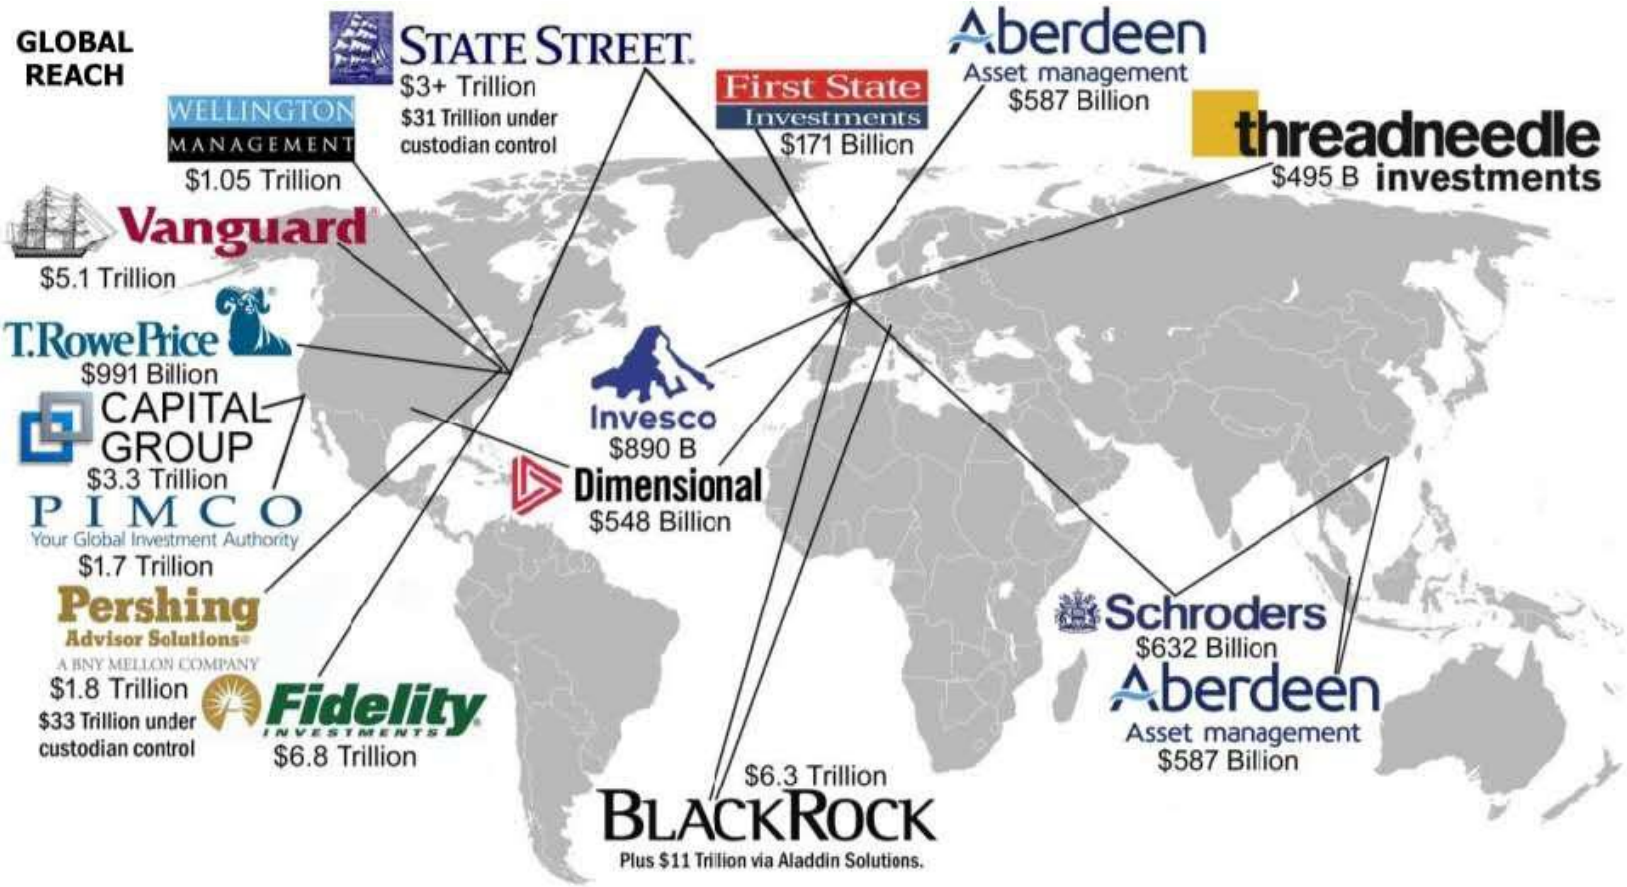 GLOBAL
REACH
STATE STREET.
$3+ Trillion
$31 Trillion under
custodian control
WELLINGTON
MANAGEMENT
$1.05 Trillion
First State
Investments
$171 Billion
Aberdeen
Asset management
$587 Billion
threadneedle
$495 B investments
Vanguard®
$5.1 Trillion
T.RowePrice®
$991 Billion
CAPITAL
GROUP
$3.3 Trillion
PIMCO
Your Global Investment Authority
$1.7 Trillion
Invesco
$890 B
Dimensional
$548 Billion
Pershing
Advisor Solutions®
A BNY MELLON COMPANY
$1.8 Trillion
$33 Trillion under
custodian control
Fidelity
INVESTMENTS®
$6.8 Trillion
Schroders
$632 Billion
Aberdeen
Asset management
$587 Billion
$6.3 Trillion
BLACKROCK
Plus $11 Trillion via Aladdin Solutions.